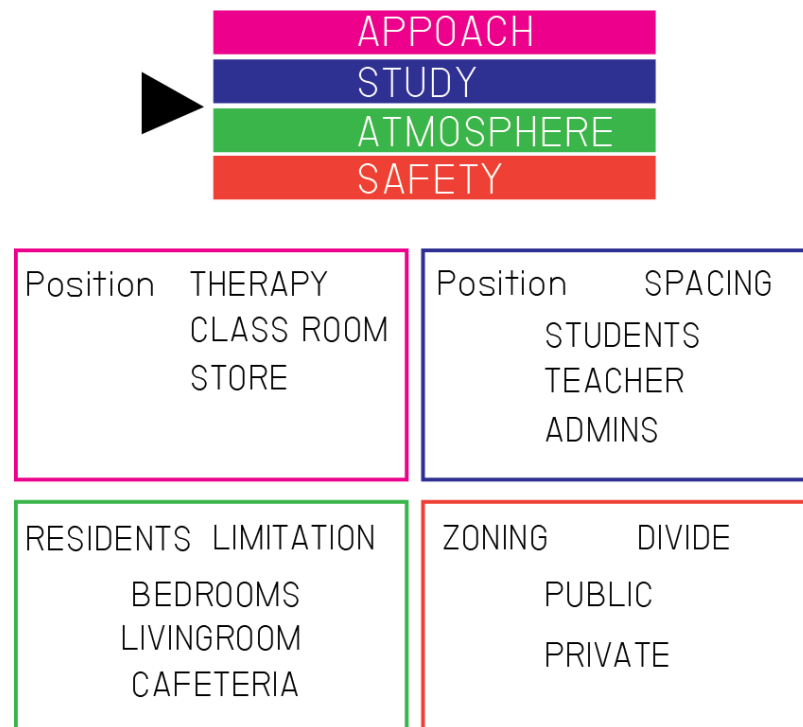 APPOACH
STUDY
ATMOSPHERE
SAFETY
Position THERAPY
CLASS ROOM
STORE
Position SPACING
STUDENTS
TEACHER
ADMINS
RESIDENTS LIMITATION
BEDROOMS
LIVINGROOM
CAFETERIA
ZONING DIVIDE
PUBLIC
PRIVATE